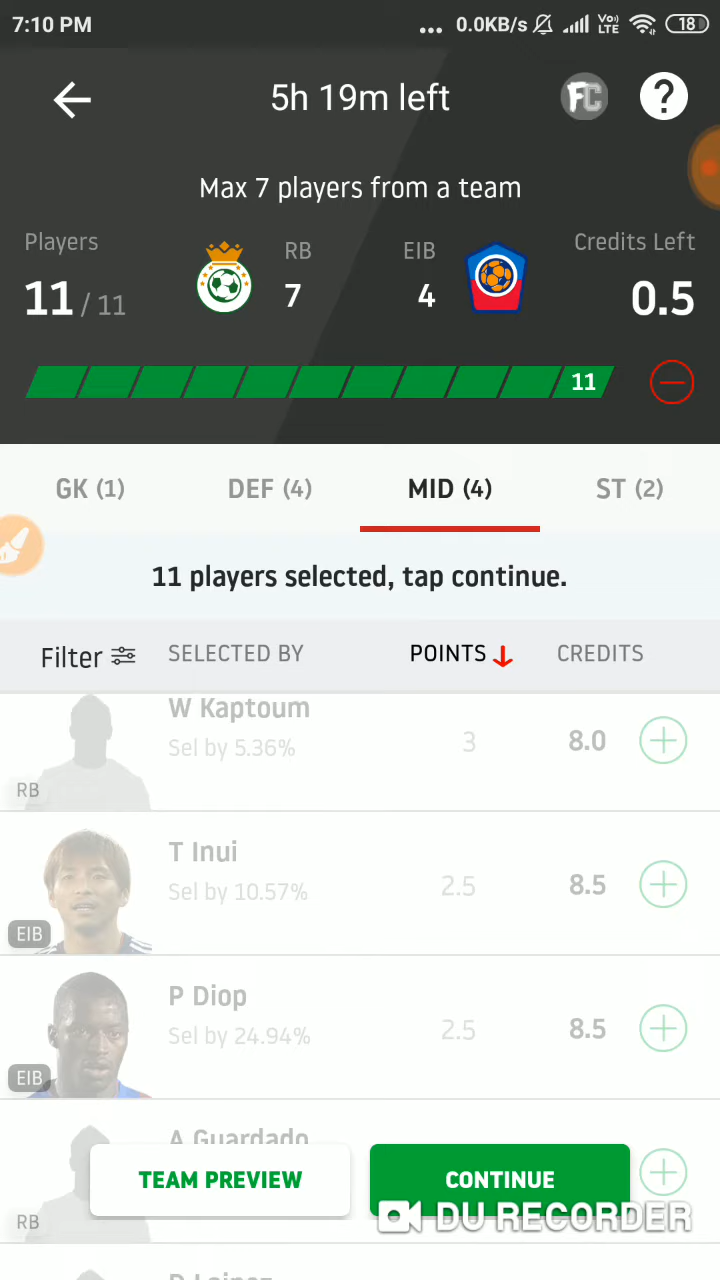 7:10 PM
... 0.0KB/s Vo) LTE 18
5h 19m left
FC ?
Max 7 players from a team
Players RB EIB Credits Left
11 / 11 7 4 0.5
11
GK (1) DEF (4) MID (4) ST (2)
11 players selected, tap continue.
Filter SELECTED BY POINTS CREDITS
W Kaptoum
Sel by 5.36% 3 8.0
RB
T Inui
Sel by 10.57% 2.5 8.5
EIB
P Diop
Sel by 24.94% 2.5 8.5
EIB
A Guardado
TEAM PREVIEW CONTINUE
RB
DU RECORDER